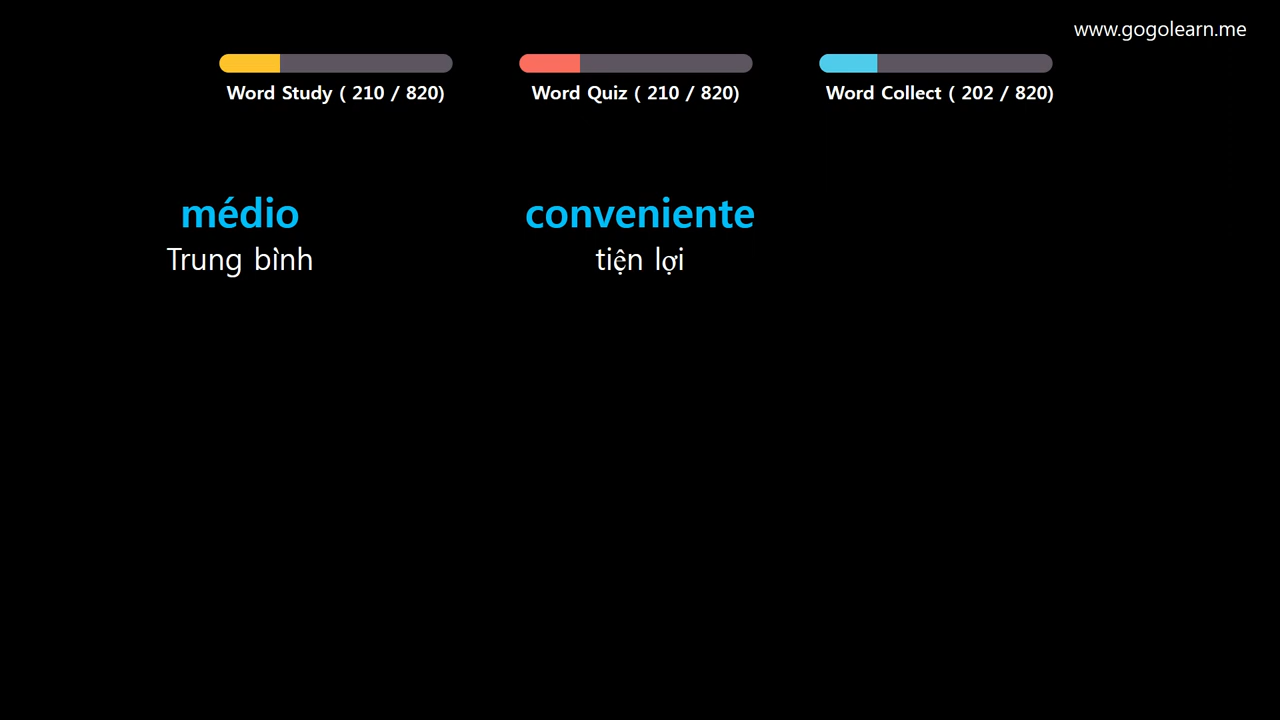 www.gogolearn.me
Word Study ( 210 / 820)
Word Quiz ( 210 / 820)
Word Collect ( 202 / 820)
médio
Trung bình
conveniente
tiện lợi